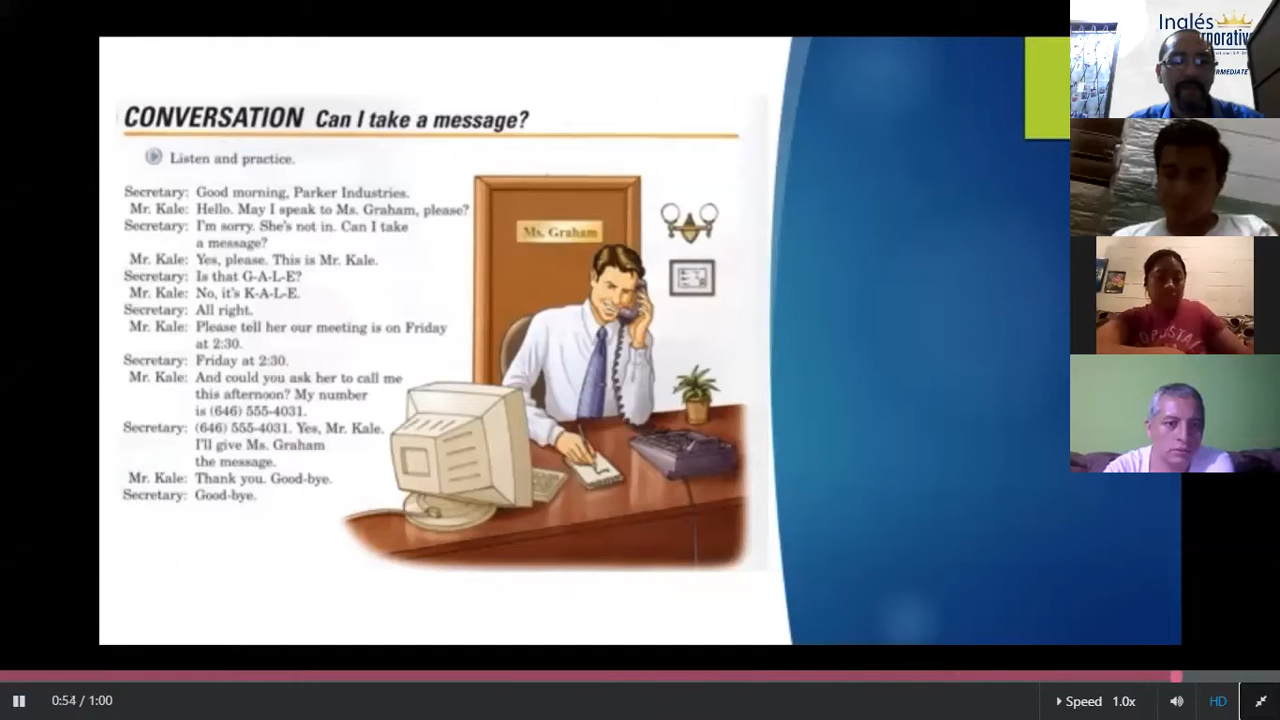 CONVERSATION Can I take a message?
Listen and practice.
Secretary: Good morning, Parker Industries.
Mr. Kale: Hello. May I speak to Ms. Graham, please?
Secretary: I'm sorry. She's not in. Can I take
a message?
Mr. Kale: Yes, please. This is Mr. Kale.
Secretary: Is that G-A-L-E?
Mr. Kale: No, it's K-A-L-E.
Secretary: All right.
Mr. Kale: Please tell her our meeting is on Friday
at 2:30.
Secretary: Friday at 2:30.
Mr. Kale: And could you ask her to call me
this afternoon? My number
is (646) 555-4031.
Secretary: (646) 555-4031. Yes, Mr. Kale.
I'll give Ms. Graham
the message.
Mr. Kale: Thank you. Good-bye.
Secretary: Good-bye.
Ms. Graham
Inglés
0:54 / 1:00
Speed 1.0x
HD